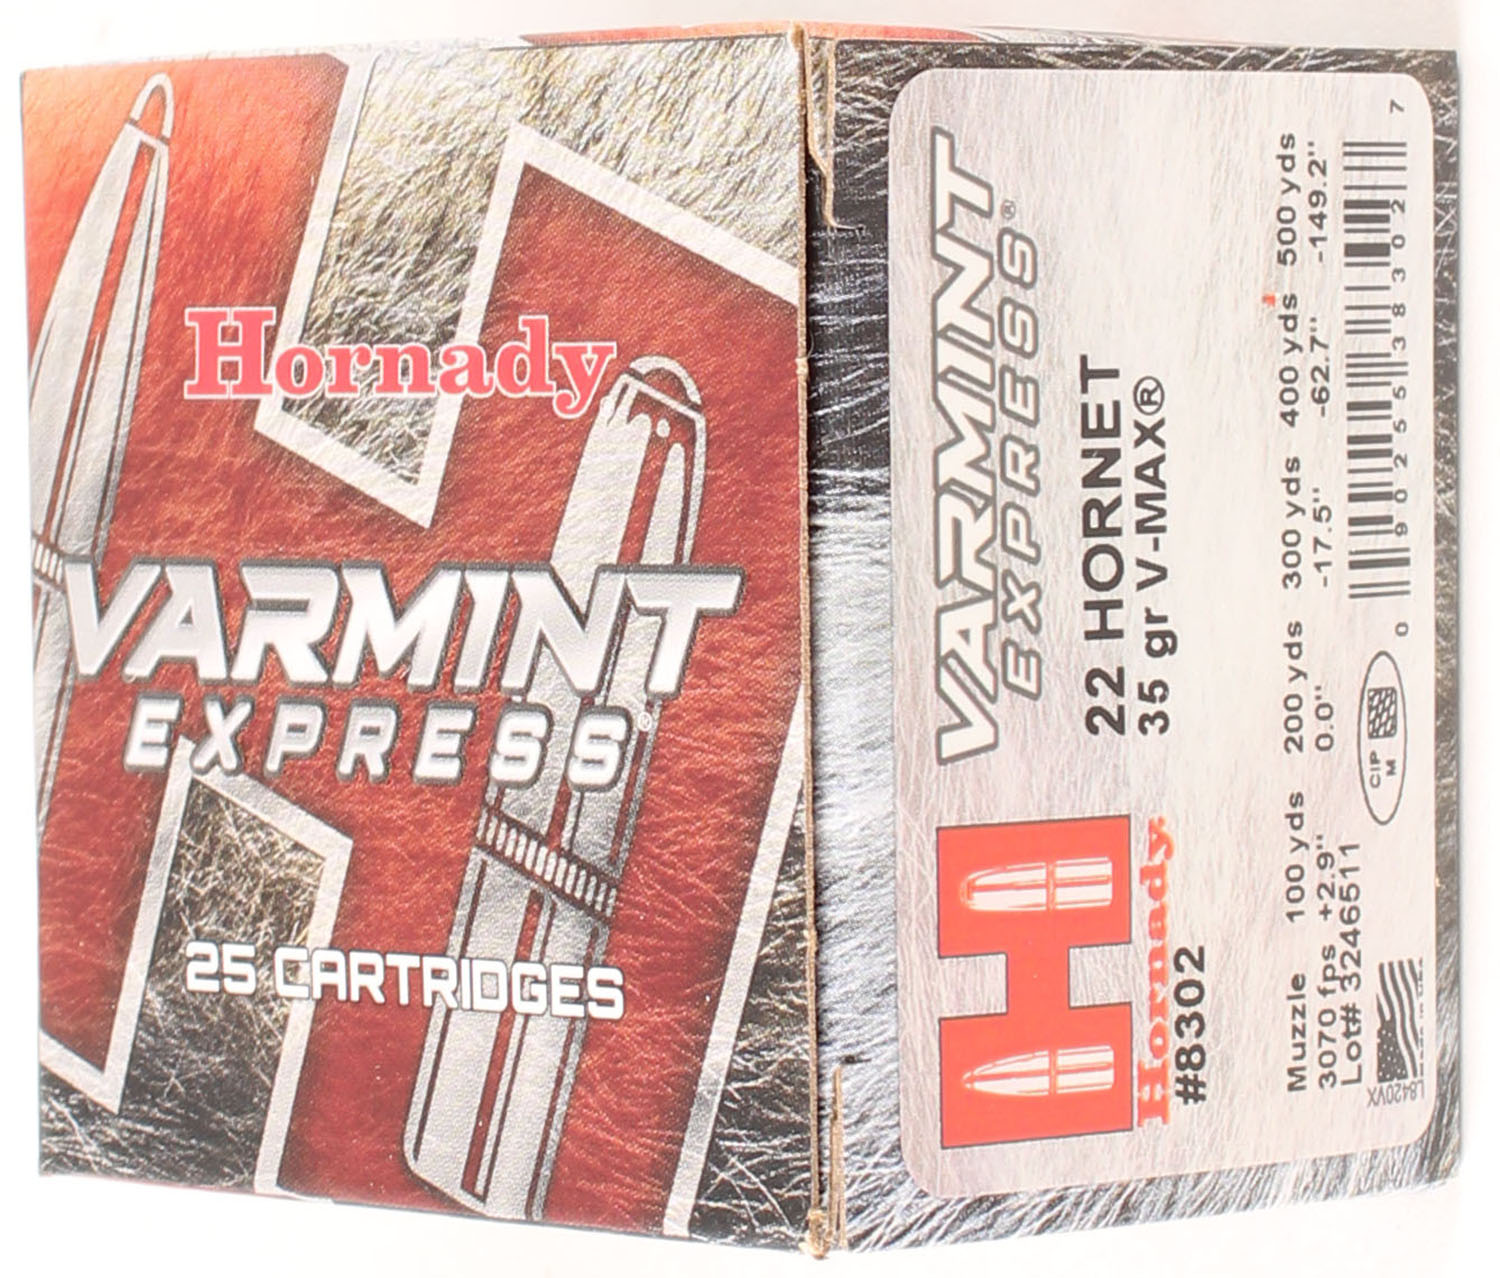 Hornady
VARMINT
EXPRESS®
25 CARTRIDGES
VARMINT
EXPRESS®
22 HORNET
35 gr V-MAX®
Hornady
#8302
Muzzle 100 yds 200 yds 300 yds 400 yds 500 yds
3070 fps +2.9" 0.0" -17.5" -62.7" -149.2"
Lot# 3246511
CIP
M
0 90255 38302 7
L8420VX